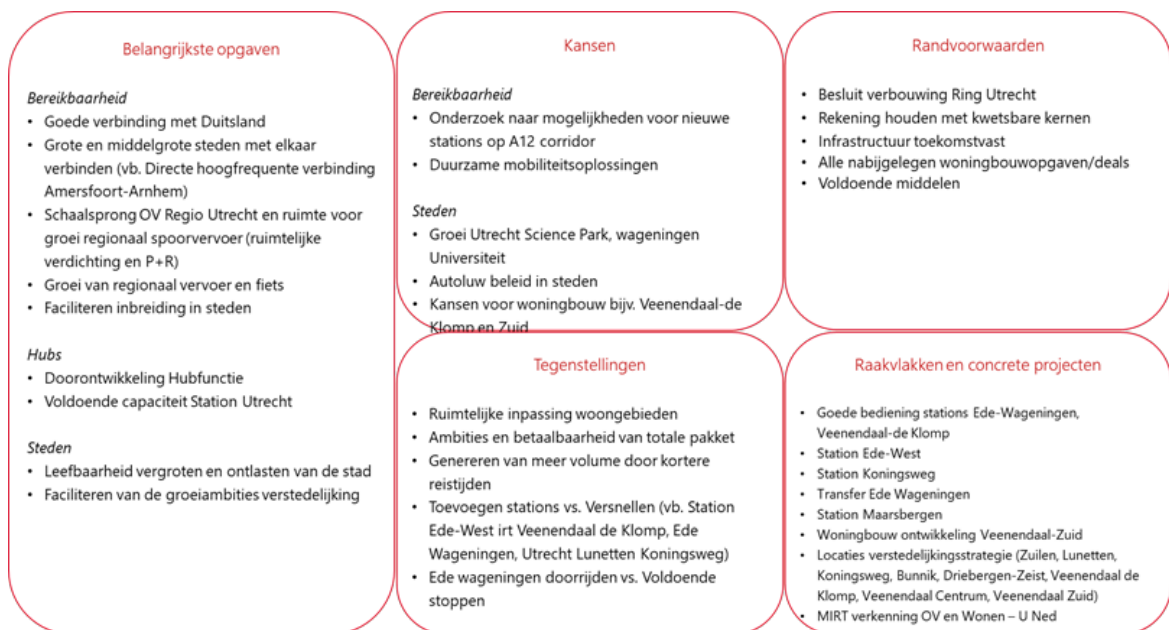 Belangrijkste opgaven
Bereikbaarheid
• Goede verbinding met Duitsland
• Grote en middelgrote steden met elkaar
verbinden (vb. Directe hoogfrequente verbinding
Amersfoort-Arnhem)
• Schaalsprong OV Regio Utrecht en ruimte voor
groei regionaal spoorvervoer (ruimtelijke
verdichting en P+R)
• Groei van regionaal vervoer en fiets
• Faciliteren inbreiding in steden
Hubs
• Doorontwikkeling Hubfunctie
• Voldoende capaciteit Station Utrecht
Steden
• Leefbaarheid vergroten en ontlasten van de stad
• Faciliteren van de groeiambities verstedelijking
Kansen
Bereikbaarheid
• Onderzoek naar mogelijkheden voor nieuwe
stations op A12 corridor
• Duurzame mobiliteitsoplossingen
Steden
• Groei Utrecht Science Park, wageningen
Universiteit
• Autoluw beleid in steden
• Kansen voor woningbouw bijv. Veenendaal-de
Klomp en Zuid
Randvoorwaarden
• Besluit verbouwing Ring Utrecht
• Rekening houden met kwetsbare kernen
• Infrastructuur toekomstvast
• Alle nabijgelegen woningbouwopgaven/deals
• Voldoende middelen
Tegenstellingen
• Ruimtelijke inpassing woongebieden
• Ambities en betaalbaarheid van totale pakket
• Genereren van meer volume door kortere
reistijden
• Toevoegen stations vs. Versnellen (vb. Station
Ede-West irt Veenendaal de Klomp, Ede
Wageningen, Utrecht Lunetten Koningsweg)
• Ede wageningen doorrijden vs. Voldoende
stoppen
Raakvlakken en concrete projecten
• Goede bediening stations Ede-Wageningen,
Veenendaal-de Klomp
• Station Ede-West
• Station Koningsweg
• Transfer Ede Wageningen
• Station Maarsbergen
• Woningbouw ontwikkeling Veenendaal-Zuid
• Locaties verstedelijkingsstrategie (Zuilen, Lunetten,
Koningsweg, Bunnik, Driebergen-Zeist, Veenendaal de
Klomp, Veenendaal Centrum, Veenendaal Zuid)
• MIRT verkenning OV en Wonen – U Ned